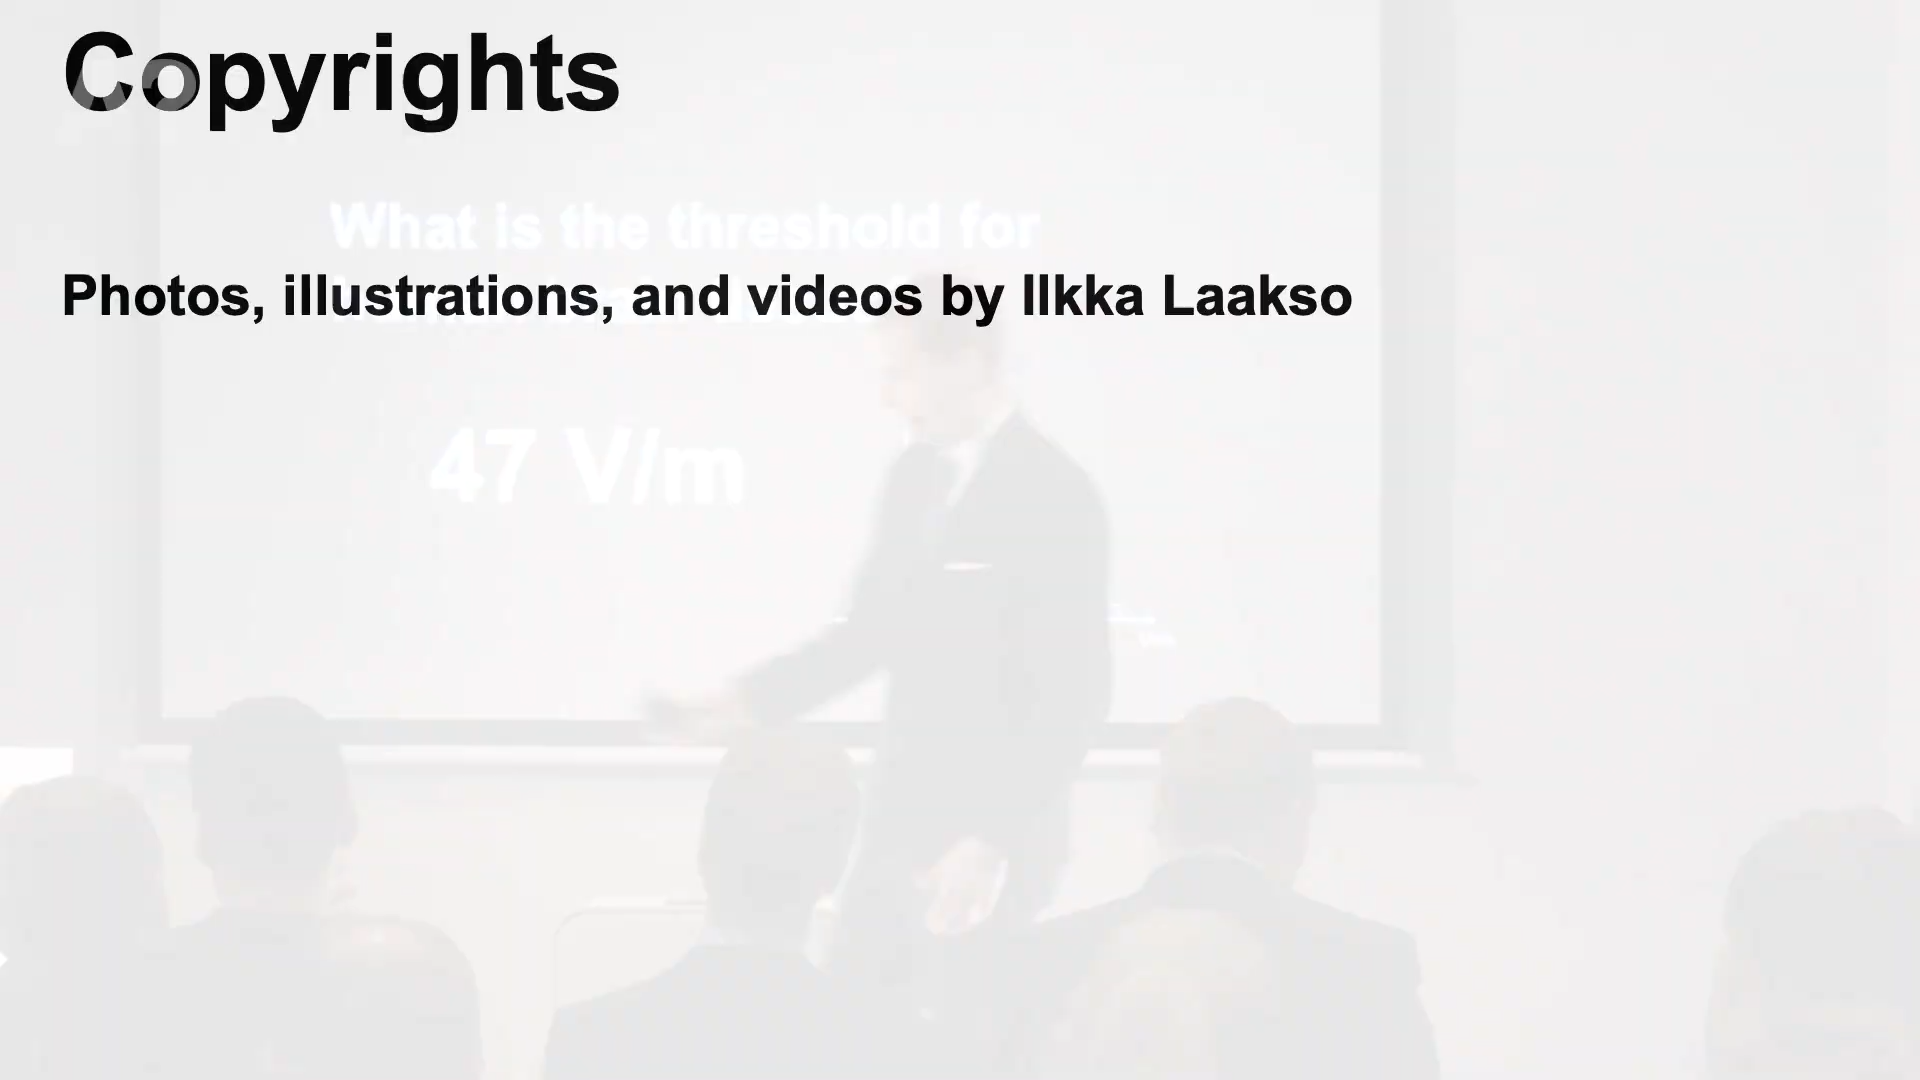 Copyrights
What is the threshold for
Photos, illustrations, and videos by Ilkka Laakso
47 V/m